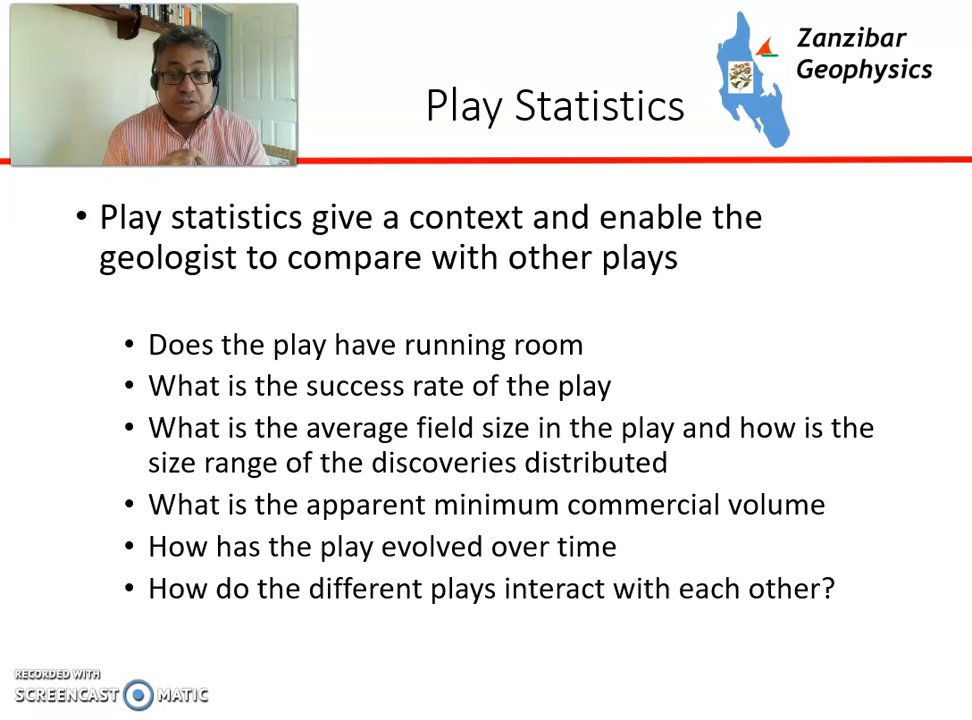 Zanzibar
Geophysics
Play Statistics
• Play statistics give a context and enable the
geologist to compare with other plays
• Does the play have running room
• What is the success rate of the play
• What is the average field size in the play and how is the
size range of the discoveries distributed
• What is the apparent minimum commercial volume
• How has the play evolved over time
• How do the different plays interact with each other?
RECORDED WITH
SCREENCAST MATIC